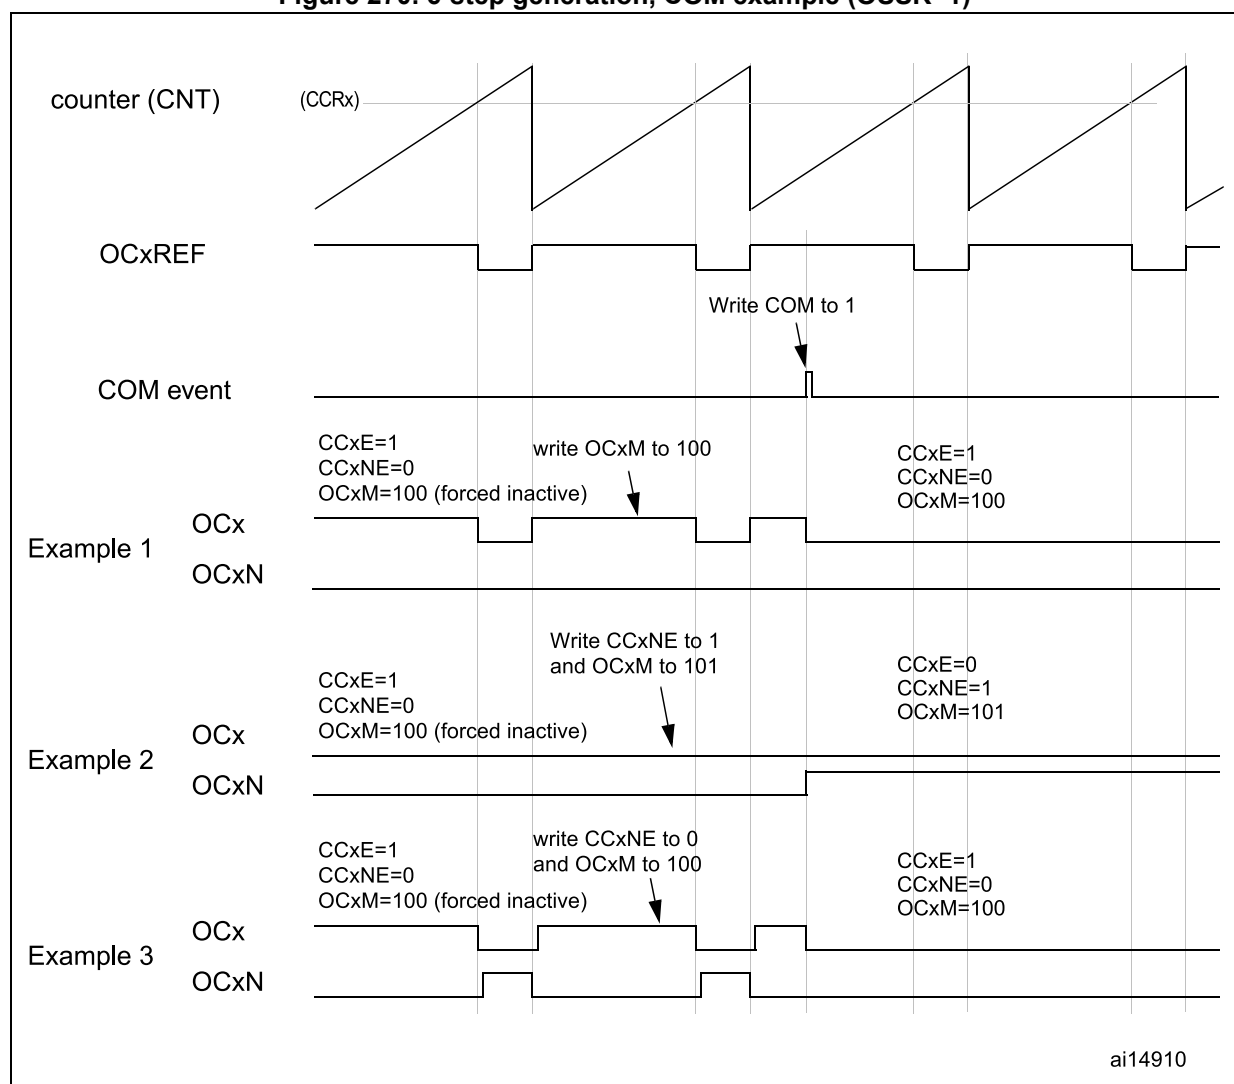 counter (CNT)
(CCRx)
OCxREF
Write COM to 1
COM event
CCxE=1
CCxNE=0
OCxM=100 (forced inactive)
write OCxM to 100
CCxE=1
CCxNE=0
OCxM=100
Example 1
OCx
OCxN
Write CCxNE to 1
and OCxM to 101
CCxE=1
CCxNE=0
OCxM=100 (forced inactive)
CCxE=0
CCxNE=1
OCxM=101
Example 2
OCx
OCxN
write CCxNE to 0
and OCxM to 100
CCxE=1
CCxNE=0
OCxM=100 (forced inactive)
CCxE=1
CCxNE=0
OCxM=100
Example 3
OCx
OCxN
ai14910